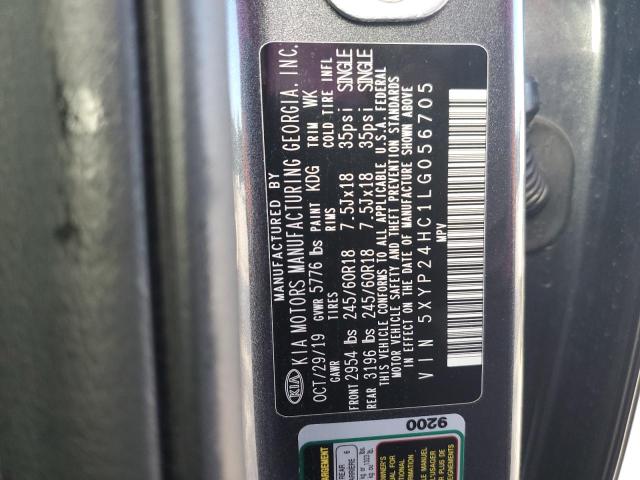 MANUFACTURED BY
KIA KIA MOTORS MANUFACTURING GEORGIA, INC.
OCT/29/19 GVWR 5776 lbs PAINT KDG TRIM WK
GAWR TIRES RIMS COLD TIRE INFL
FRONT 2954 lbs 245/60R18 7.5Jx18 35psi SINGLE
REAR 3196 lbs 245/60R18 7.5Jx18 35psi SINGLE
THIS VEHICLE CONFORMS TO ALL APPLICABLE U.S.A. FEDERAL
MOTOR VEHICLE SAFETY AND THEFT PREVENTION STANDARDS
IN EFFECT ON THE DATE OF MANUFACTURE SHOWN ABOVE
VIN 5XYP24HC1LG056705
MPV
9200
REAR 6